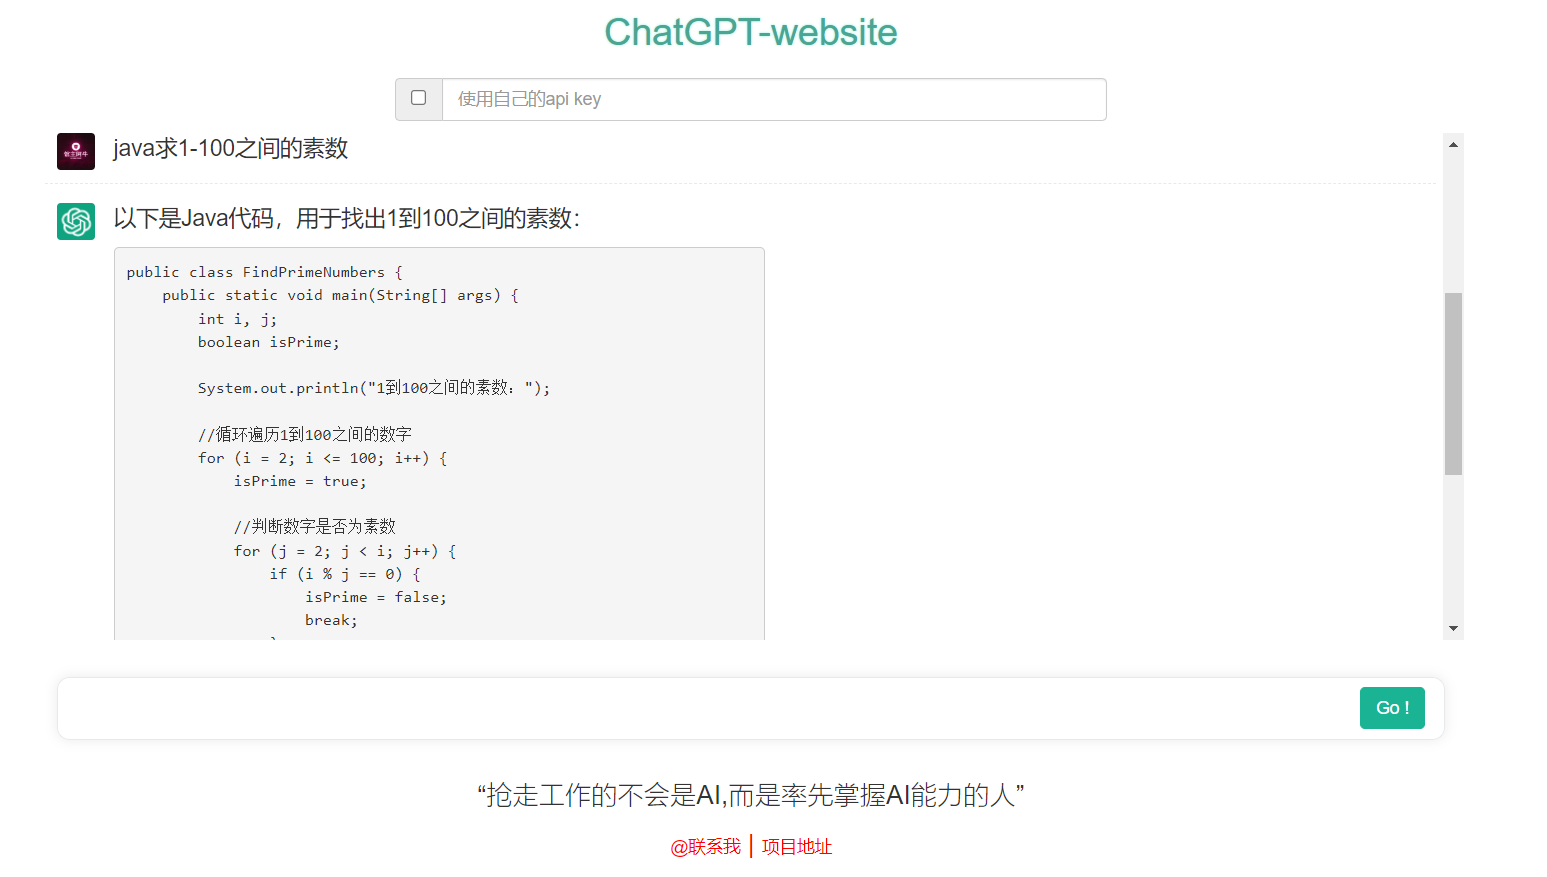 ChatGPT-website
使用自己的api key
java求1-100之间的素数
以下是Java代码，用于找出1到100之间的素数：
public class FindPrimeNumbers {
    public static void main(String[] args) {
        int i, j;
        boolean isPrime;
        System.out.println("1到100之间的素数：");
        //循环遍历1到100之间的数字
        for (i = 2; i <= 100; i++) {
            isPrime = true;
            //判断数字是否为素数
            for (j = 2; j < i; j++) {
                if (i % j == 0) {
                    isPrime = false;
                    break;
Go !
“抢走工作的不会是AI,而是率先掌握AI能力的人”
@联系我 | 项目地址